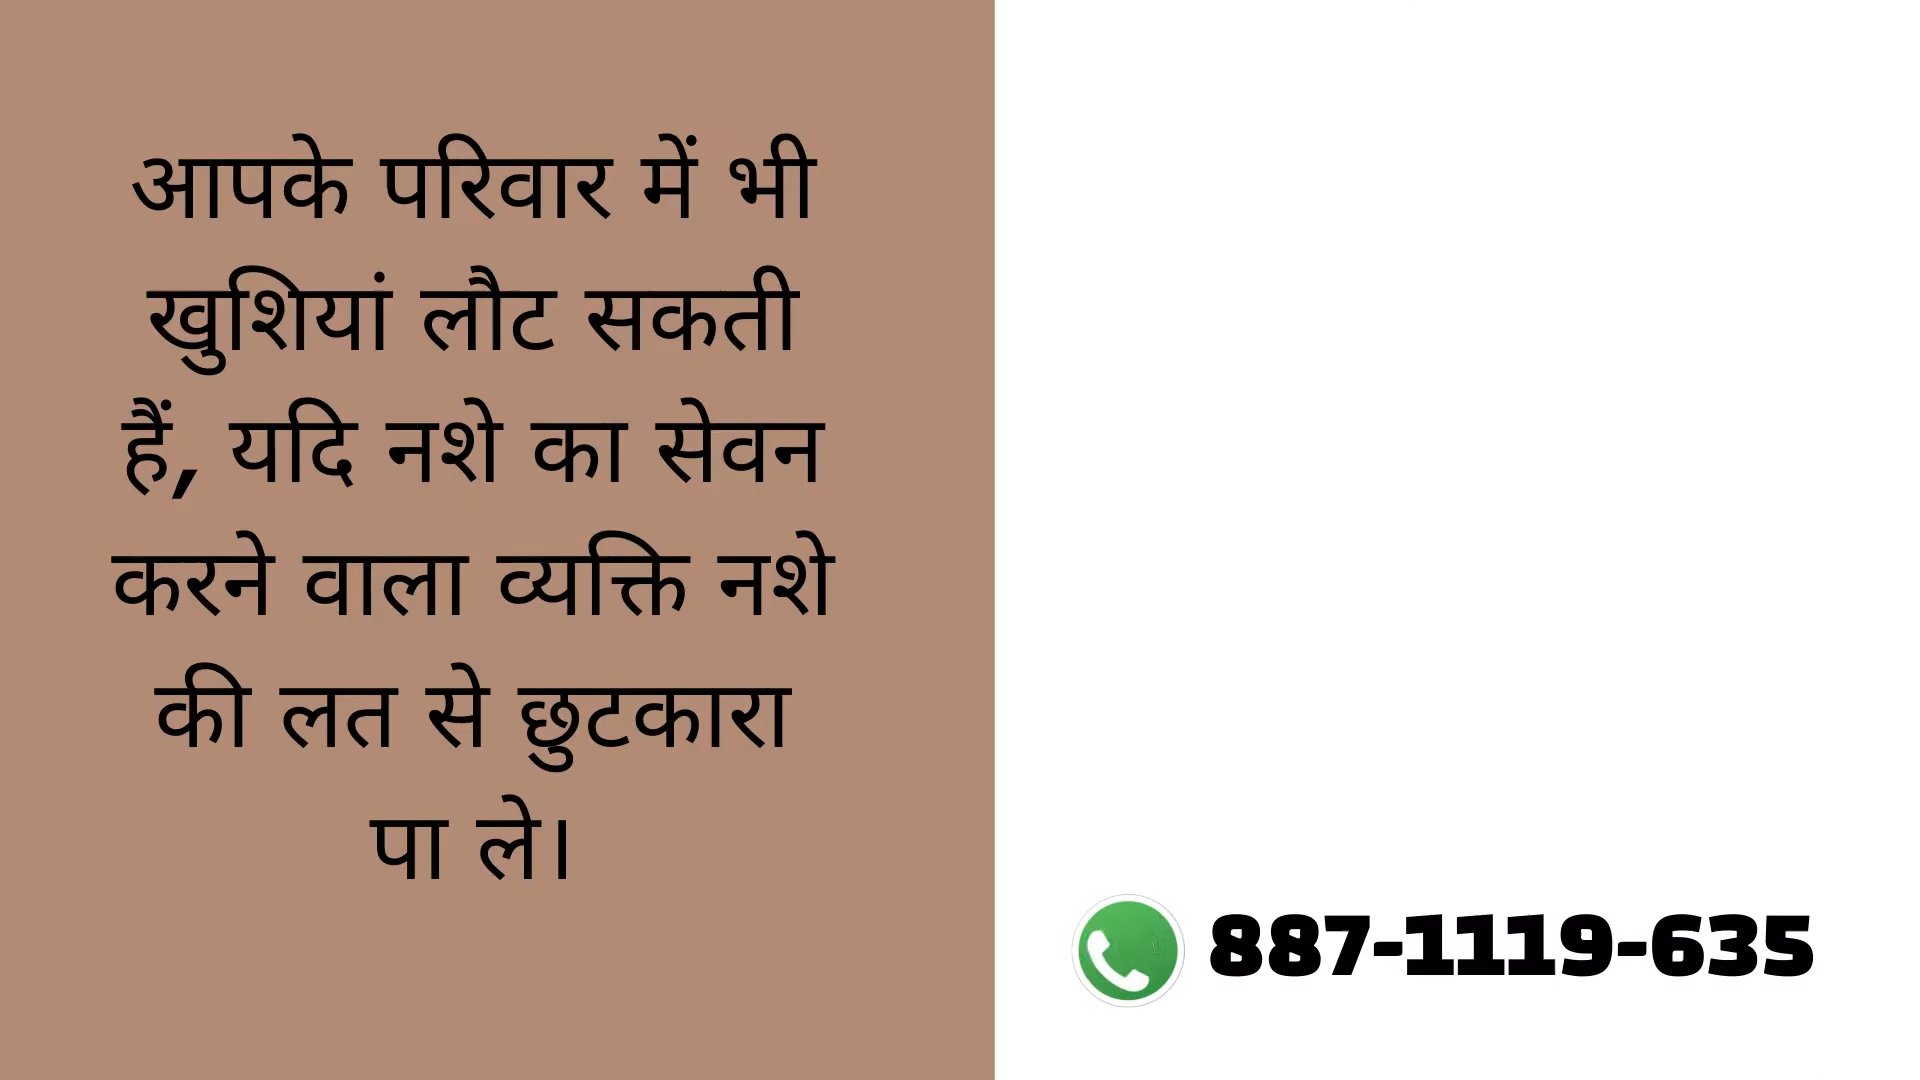 आपके परिवार में भी
खुशियां लौट सकती
हैं, यदि नशे का सेवन
करने वाला व्यक्ति नशे
की लत से छुटकारा
पा ले।
887-1119-635